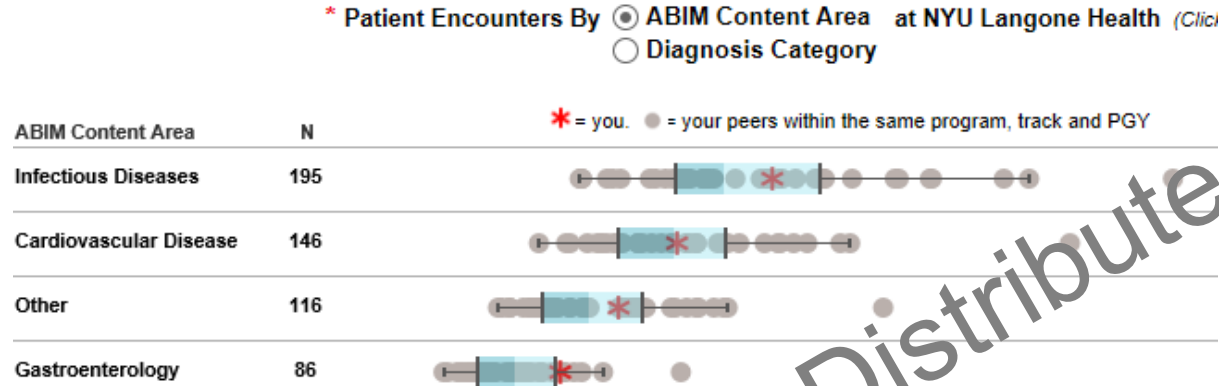 * Patient Encounters By ABIM Content Area at NYU Langone Health (Click
Diagnosis Category
ABIM Content Area N * = you. = your peers within the same program, track and PGY
Infectious Diseases 195
Cardiovascular Disease 146
Other 116
Gastroenterology 86
Distribute